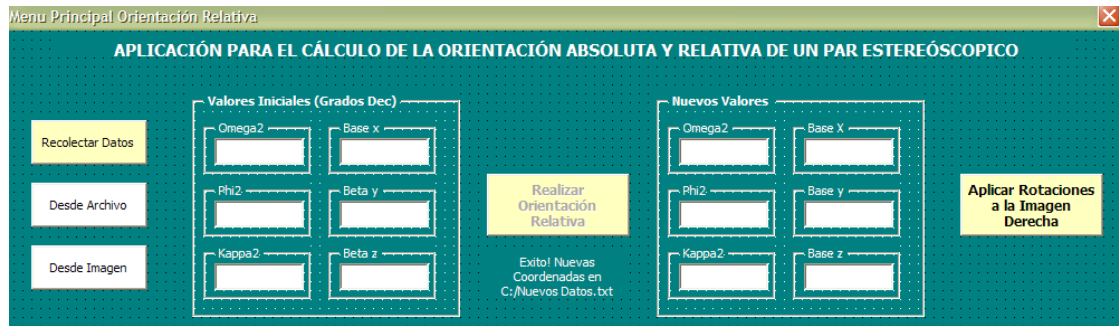 Menu Principal Orientación Relativa
APLICACIÓN PARA EL CÁLCULO DE LA ORIENTACIÓN ABSOLUTA Y RELATIVA DE UN PAR ESTEREÓSCOPICO
Recolectar Datos
Desde Archivo
Desde Imagen
Valores Iniciales (Grados Dec)
Omega2
Base x
Phi2
Beta y
Kappa2
Beta z
Realizar
Orientación
Relativa
Exito! Nuevas
Coordenadas en
C:/Nuevos Datos.txt
Nuevos Valores
Omega2
Base X
Phi2
Base y
Kappa2
Base z
Aplicar Rotaciones
a la Imagen
Derecha